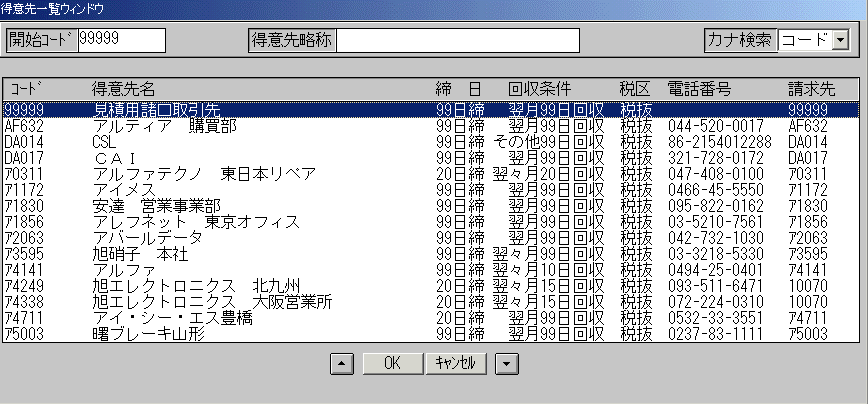 得意先一覧ウィンドウ
開始ｺｰﾄﾞ 99999 得意先略称 カナ検索 コード
ｺｰﾄﾞ 得意先名 締　日 回収条件 税区 電話番号 請求先
99999 見積用諸口取引先 99日締 翌月99日回収 税抜 99999
AF632 アルティア　購買部 99日締 翌月99日回収 税抜 044-520-0017 AF632
DA014 CSL 99日締 その他99日回収 税抜 86-2154012288 DA014
DA017 ＣＡＩ 99日締 翌月99日回収 税抜 321-728-0172 DA017
ｱ0311 アルファテクノ　東日本リペア 20日締 翌々月20日回収 税抜 047-408-0100 ｱ0311
ｱ1172 アイメス 99日締 翌月99日回収 税抜 0466-45-5550 ｱ1172
ｱ1830 安達　営業事業部 99日締 翌月99日回収 税抜 095-822-0162 ｱ1830
ｱ1856 アレフネット　東京オフィス 99日締 翌月99日回収 税抜 03-5210-7561 ｱ1856
ｱ2063 アバールデータ 99日締 翌月99日回収 税抜 042-732-1030 ｱ2063
ｱ3595 旭硝子　本社 99日締 翌々月99日回収 税抜 03-3218-5330 ｱ3595
ｱ4141 アルファ 99日締 翌々月10日回収 税抜 0494-25-0401 ｱ4141
ｱ4249 旭エレクトロニクス　北九州 20日締 翌々月15日回収 税抜 093-511-6471 10070
ｱ4338 旭エレクトロニクス　大阪営業所 20日締 翌々月15日回収 税抜 072-224-0310 10070
ｱ4711 アイ・シー・エス豊橋 20日締 翌月99日回収 税抜 0532-33-3551 ｱ4711
ｱ5003 曙ブレーキ山形 99日締 翌月99日回収 税抜 0237-83-1111 ｱ5003
OK ｷｬﾝｾﾙ